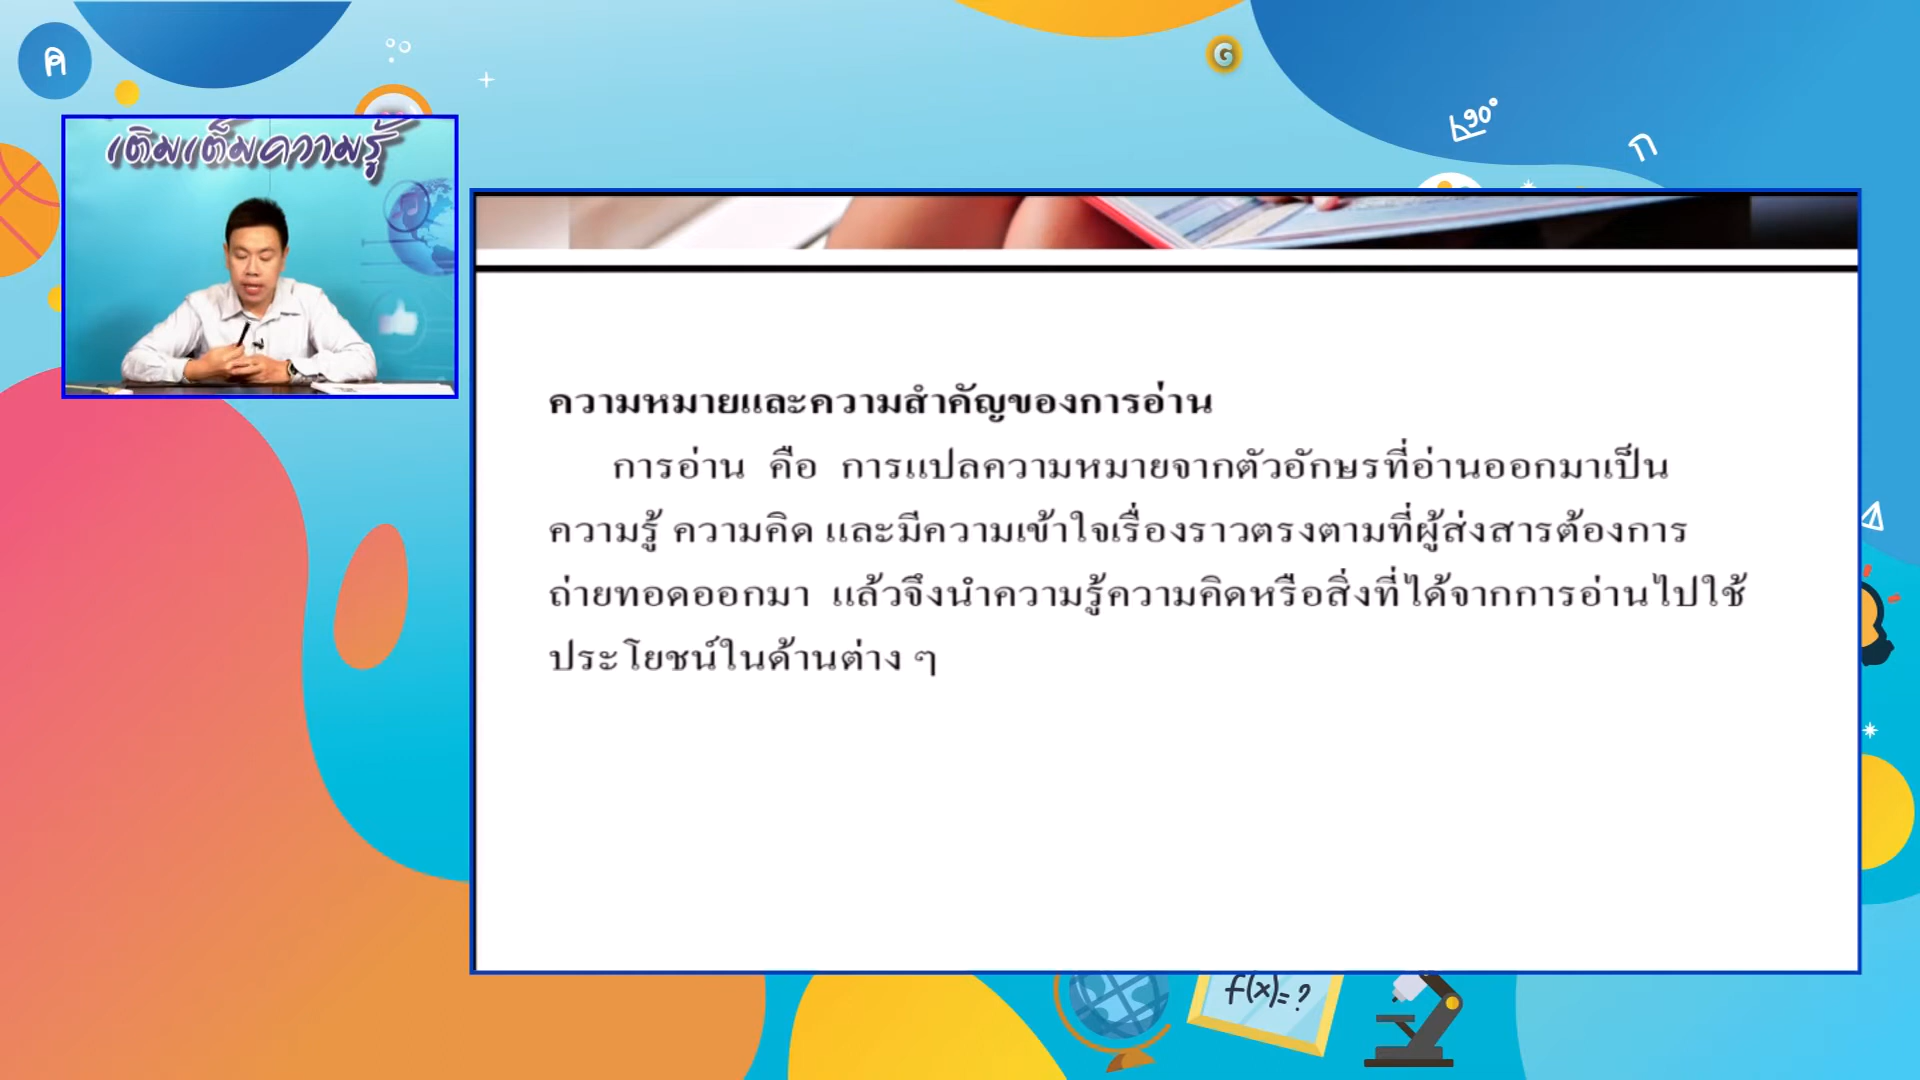 ค
G
90°
ก
เติมเต็มความรู้
ความหมายและความสำคัญของการอ่าน
การอ่าน คือ การแปลความหมายจากตัวอักษรที่อ่านออกมาเป็น
ความรู้ ความคิด และมีความเข้าใจเรื่องราวตรงตามที่ผู้ส่งสารต้องการ
ถ่ายทอดออกมา แล้วจึงนำความรู้ความคิดหรือสิ่งที่ได้จากการอ่านไปใช้
ประโยชน์ในด้านต่าง ๆ
f(x)=?